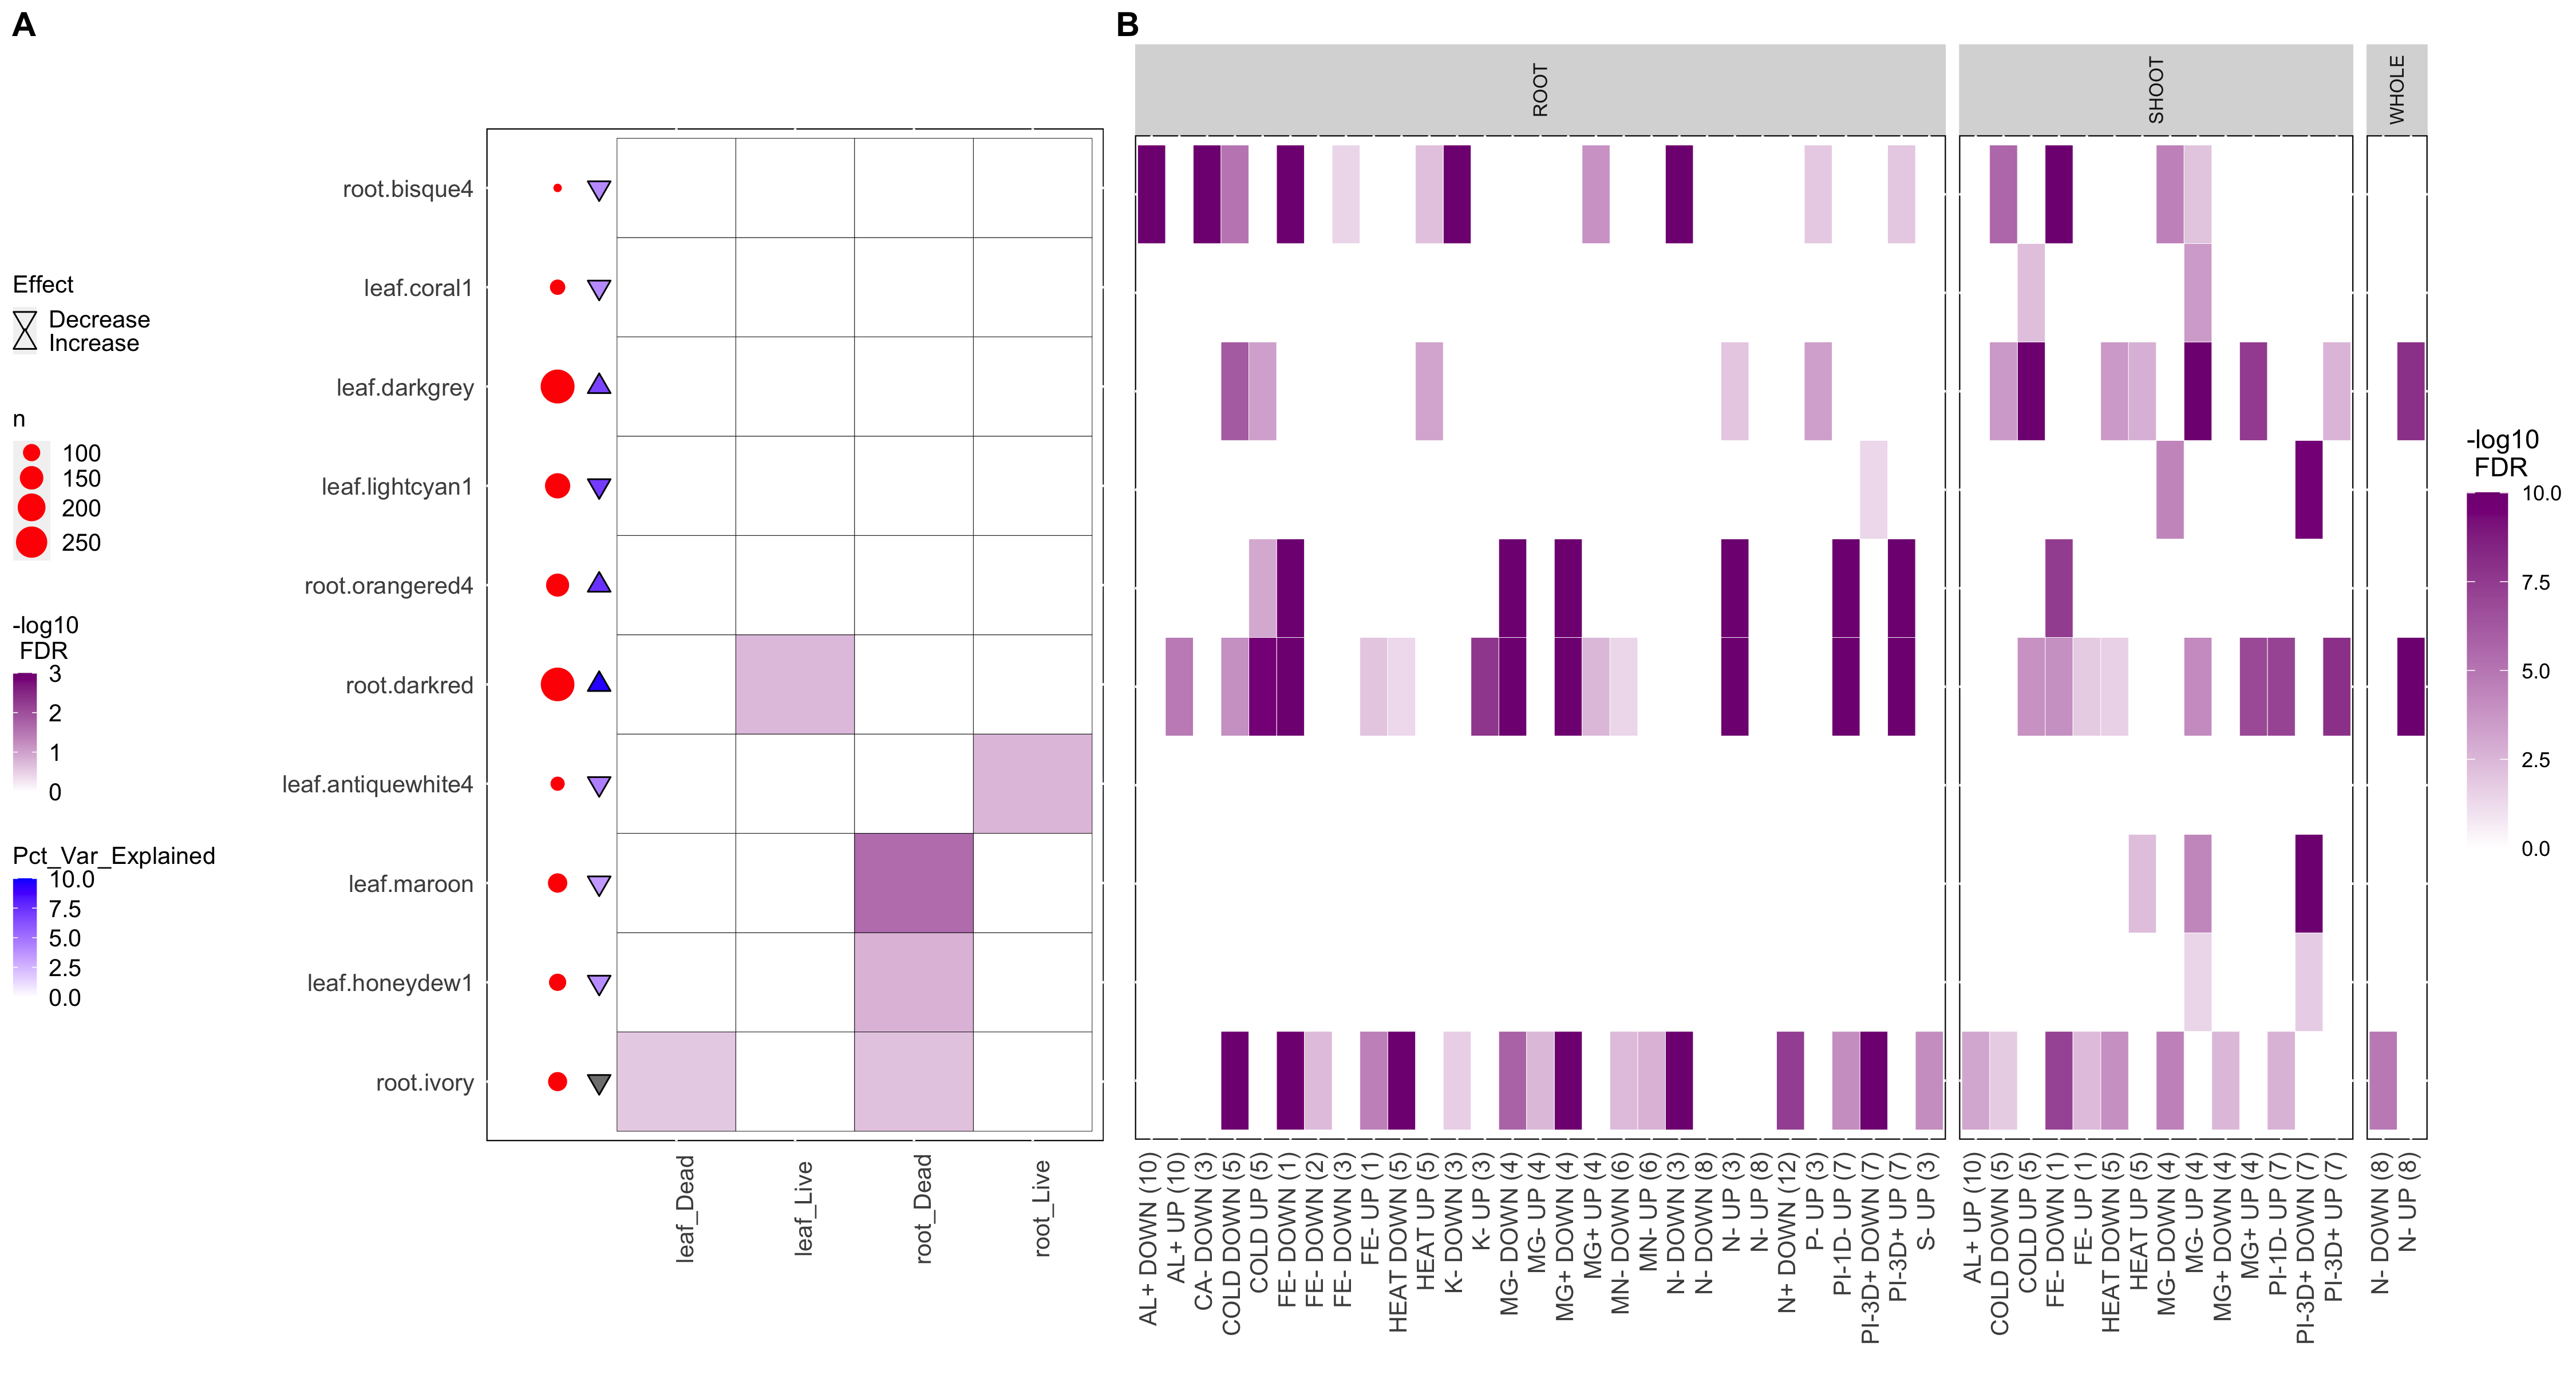 A
B
ROOT
SHOOT
WHOLE
root.bisque4
leaf.coral1
leaf.darkgrey
leaf.lightcyan1
root.orangered4
root.darkred
leaf.antiquewhite4
leaf.maroon
leaf.honeydew1
root.ivory
Effect
Decrease
Increase
n
100
150
200
250
-log10
FDR
3
2
1
0
Pct_Var_Explained
10.0
7.5
5.0
2.5
0.0
leaf_Dead
leaf_Live
root_Dead
root_Live
AL+ DOWN (10)
AL+ UP (10)
CA- DOWN (3)
COLD DOWN (5)
COLD UP (5)
FE- DOWN (1)
FE- DOWN (2)
FE- DOWN (3)
FE- UP (1)
HEAT DOWN (5)
HEAT UP (5)
K- DOWN (3)
K- UP (3)
MG- DOWN (4)
MG- UP (4)
MG+ DOWN (4)
MG+ UP (4)
MN- DOWN (6)
MN- UP (6)
N- DOWN (3)
N- DOWN (8)
N- UP (3)
N- UP (8)
N+ DOWN (12)
P- UP (3)
PI-1D- UP (7)
PI-3D+ DOWN (7)
PI-3D+ UP (7)
S- UP (3)
AL+ UP (10)
COLD DOWN (5)
COLD UP (5)
FE- DOWN (1)
FE- UP (1)
HEAT DOWN (5)
HEAT UP (5)
MG- DOWN (4)
MG- UP (4)
MG+ DOWN (4)
MG+ UP (4)
PI-1D- UP (7)
PI-3D+ DOWN (7)
PI-3D+ UP (7)
N- DOWN (8)
N- UP (8)
-log10
FDR
10.0
7.5
5.0
2.5
0.0